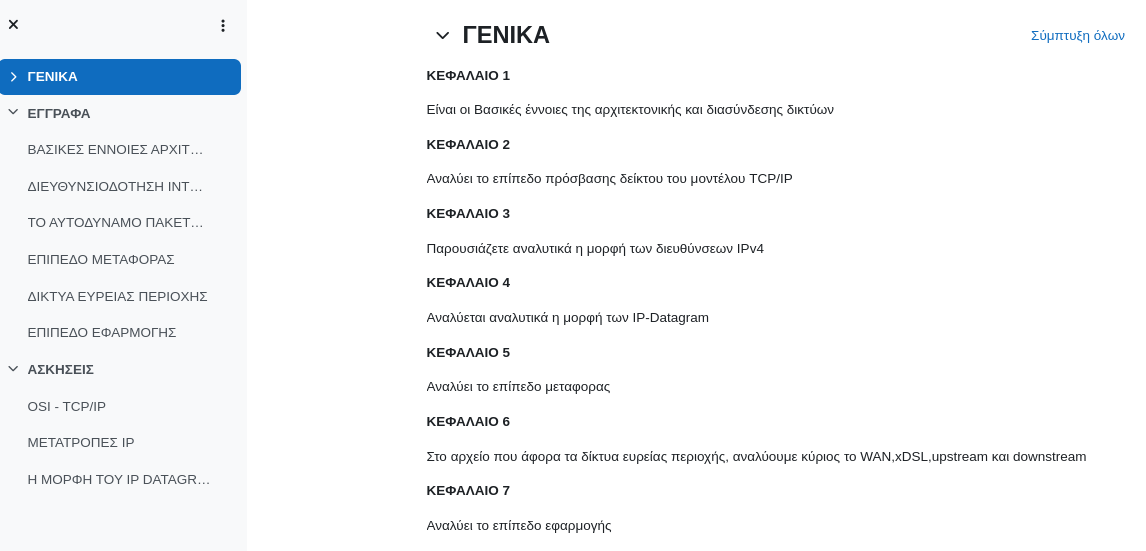 ΓΕΝΙΚΑ
ΕΓΓΡΑΦΑ
ΒΑΣΙΚΕΣ ΕΝΝΟΙΕΣ ΑΡΧΙΤ…
ΔΙΕΥΘΥΝΣΙΟΔΟΤΗΣΗ ΙΝΤ…
ΤΟ ΑΥΤΟΔΥΝΑΜΟ ΠΑΚΕΤ…
ΕΠΙΠΕΔΟ ΜΕΤΑΦΟΡΑΣ
ΔΙΚΤΥΑ ΕΥΡΕΙΑΣ ΠΕΡΙΟΧΗΣ
ΕΠΙΠΕΔΟ ΕΦΑΡΜΟΓΗΣ
ΑΣΚΗΣΕΙΣ
OSI - TCP/IP
ΜΕΤΑΤΡΟΠΕΣ IP
Η ΜΟΡΦΗ ΤΟΥ IP DATAGR…
ΓΕΝΙΚΑ
Σύμπτυξη όλων
ΚΕΦΑΛΑΙΟ 1
Είναι οι Βασικές έννοιες της αρχιτεκτονικής και διασύνδεσης δικτύων
ΚΕΦΑΛΑΙΟ 2
Αναλύει το επίπεδο πρόσβασης δείκτου του μοντέλου TCP/IP
ΚΕΦΑΛΑΙΟ 3
Παρουσιάζετε αναλυτικά η μορφή των διευθύνσεων IPv4
ΚΕΦΑΛΑΙΟ 4
Αναλύεται αναλυτικά η μορφή των IP-Datagram
ΚΕΦΑΛΑΙΟ 5
Αναλύει το επίπεδο μεταφορας
ΚΕΦΑΛΑΙΟ 6
Στο αρχείο που άφορα τα δίκτυα ευρείας περιοχής, αναλύουμε κύριος το WAN,xDSL,upstream και downstream
ΚΕΦΑΛΑΙΟ 7
Αναλύει το επίπεδο εφαρμογής